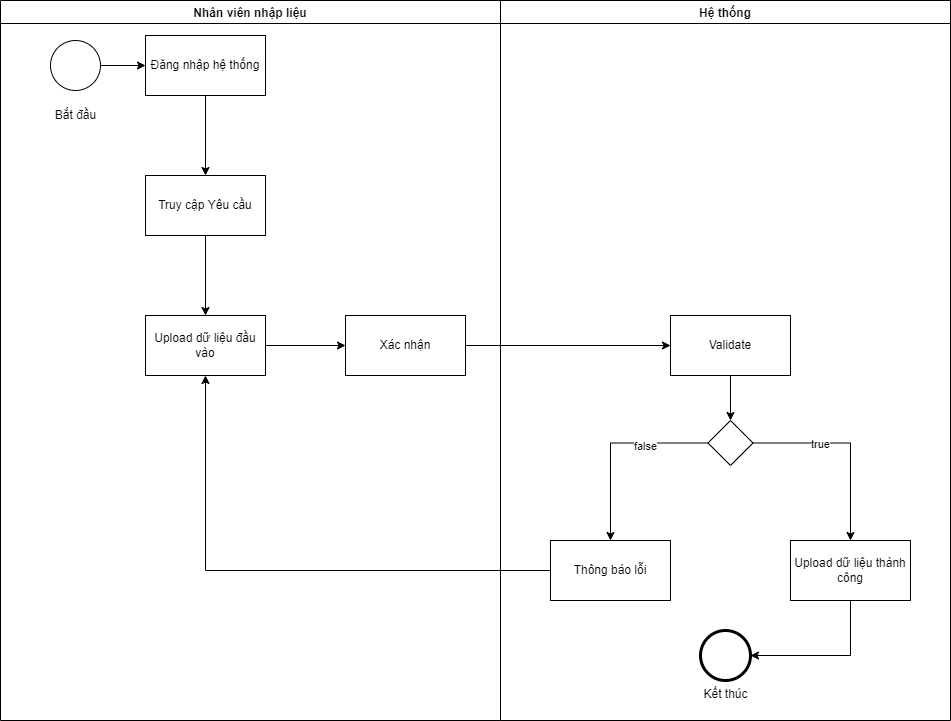 Nhân viên nhập liệu
Hệ thống
Đăng nhập hệ thống
Bắt đầu
Truy cập Yêu cầu
Upload dữ liệu đầu
vào
Xác nhận
Validate
false
true
Thông báo lỗi
Upload dữ liệu thành
công
Kết thúc